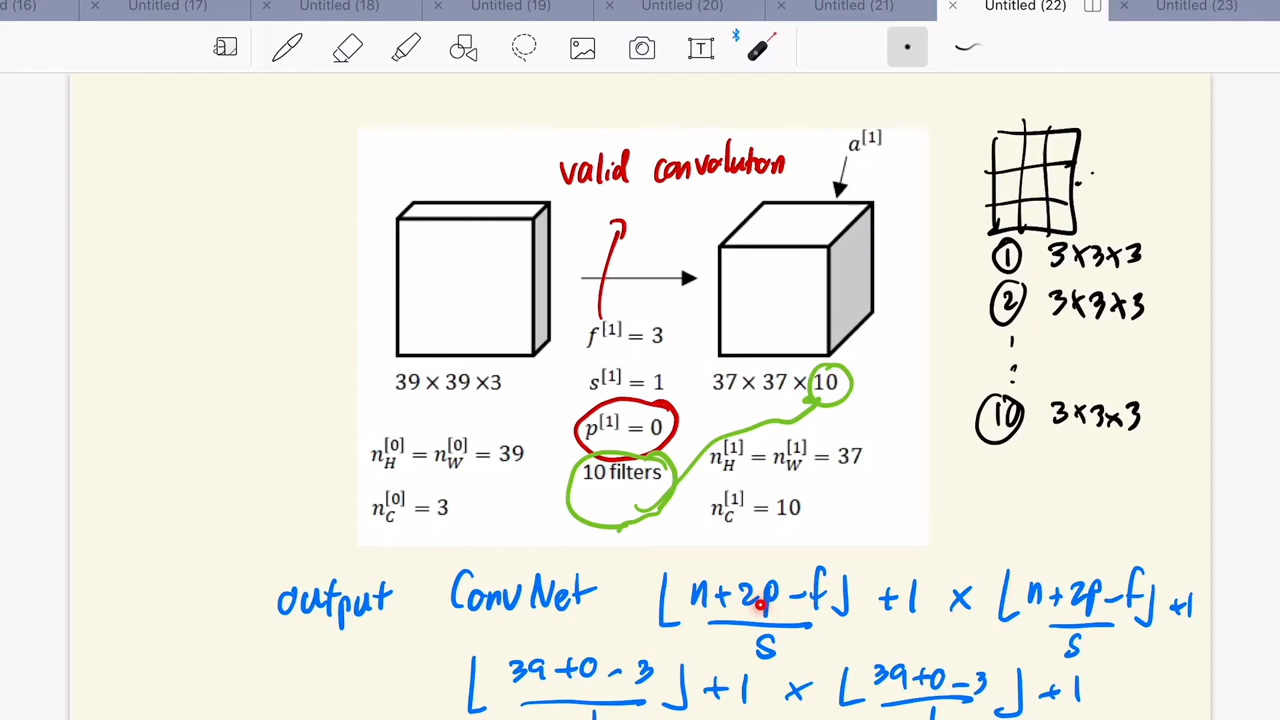 (16) Untitled (17) Untitled (18) Untitled (19) Untitled (20) Untitled (21) Untitled (22) Untitled (23)
T
valid convoluton
a^[1]
f^[1] = 3
39 × 39 ×3
s^[1] = 1
37 × 37 × 10
p^[1] = 0
n_H^[0] = n_W^[0] = 39
10 filters
n_H^[1] = n_W^[1] = 37
n_C^[0] = 3
n_C^[1] = 10
① 3×3×3
② 3×3×3
⑩ 3×3×3
output ConvNet ⌊(n+2p-f)/s⌋ +1 × ⌊(n+2p-f)/s⌋ +1
⌊(39+0-3)/1⌋ +1 × ⌊(39+0-3)/1⌋ +1